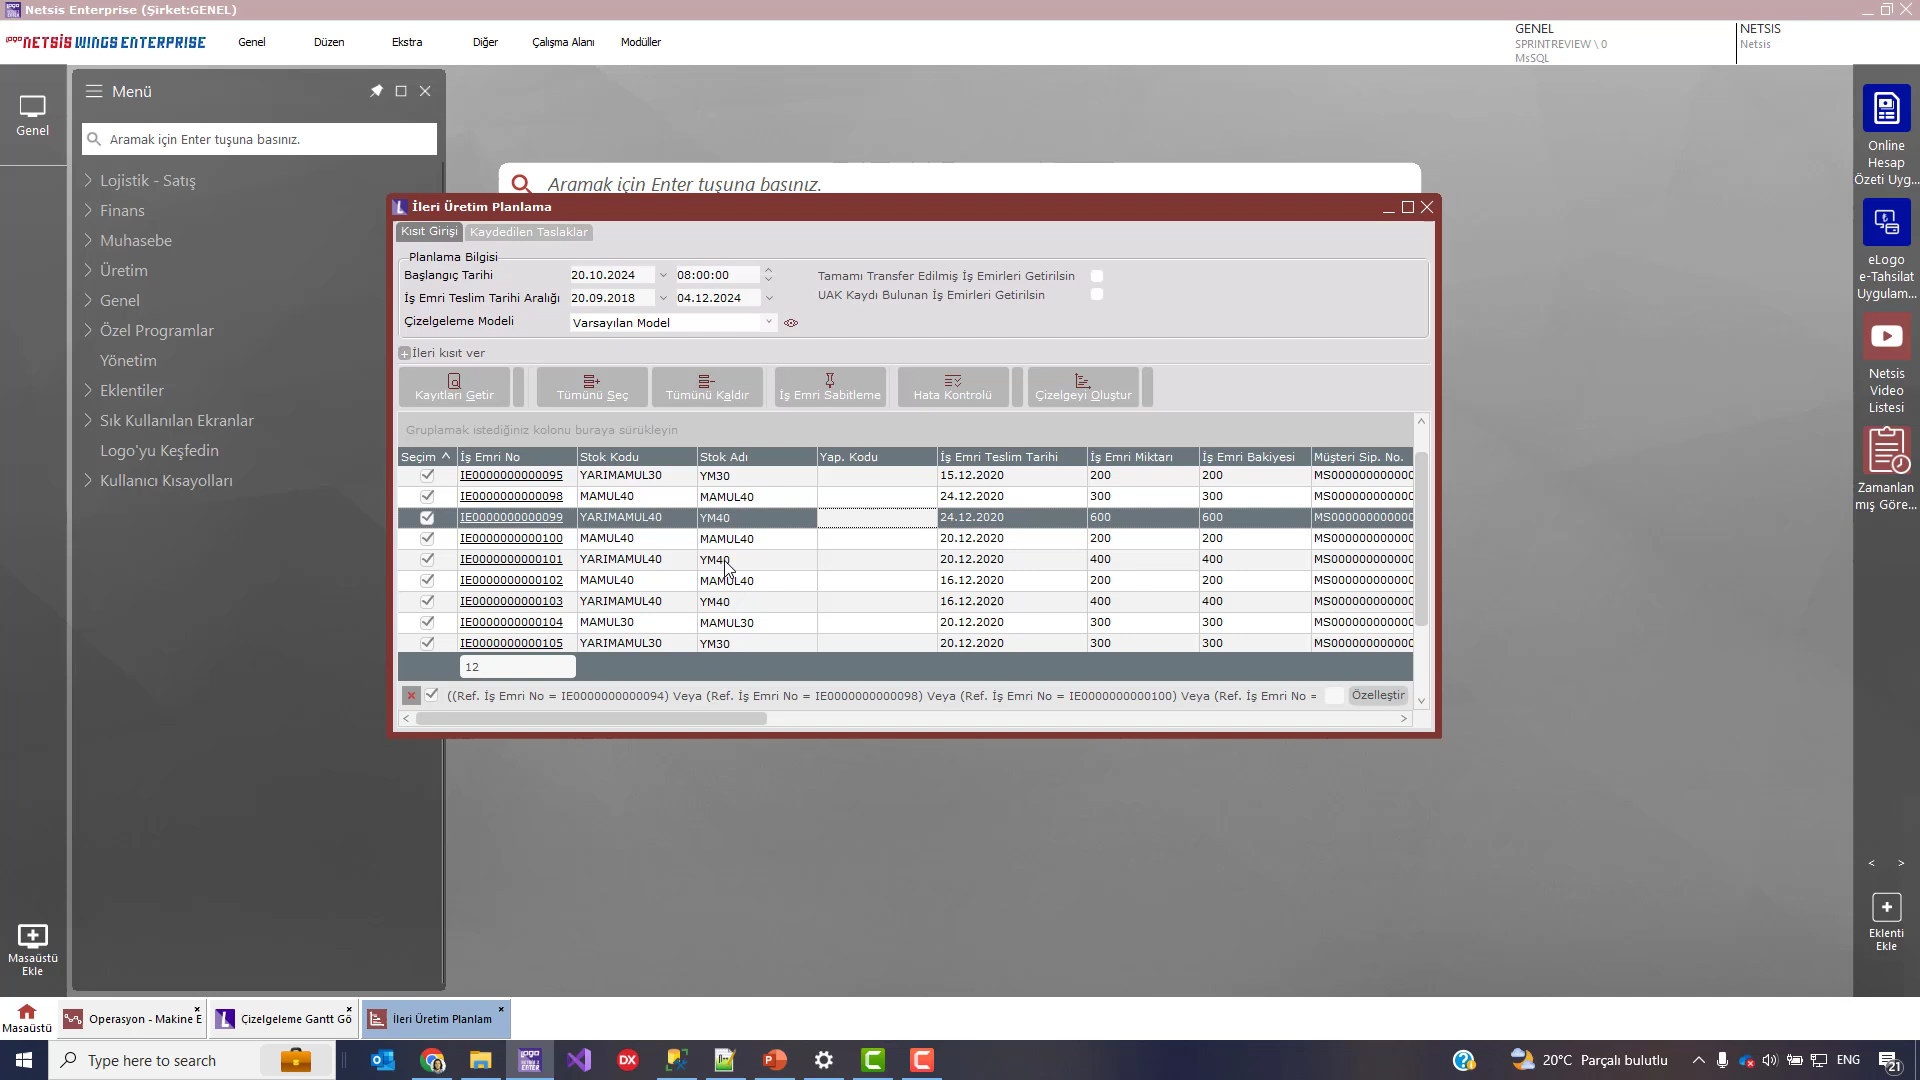 Netsis Enterprise (Şirket:GENEL)
NETSİS WINGS ENTERPRISE
Genel
Düzen
Ekstra
Diğer
Çalışma Alanı
Modüller
GENEL
SPRINTREVIEW \ 0
MsSQL
NETSIS
Netsis
Genel
Menü
Aramak için Enter tuşuna basınız.
Lojistik - Satış
Finans
Muhasebe
Üretim
Genel
Özel Programlar
Yönetim
Eklentiler
Sık Kullanılan Ekranlar
Logo'yu Keşfedin
Kullanıcı Kısayolları
Masaüstü
Ekle
Aramak için Enter tuşuna basınız.
İleri Üretim Planlama
Kısıt Girişi
Kaydedilen Taslaklar
Planlama Bilgisi
Başlangıç Tarihi 20.10.2024 08:00:00
Tamamı Transfer Edilmiş İş Emirleri Getirilsin
İş Emri Teslim Tarihi Aralığı 20.09.2018 04.12.2024
UAK Kaydı Bulunan İş Emirleri Getirilsin
Çizelgeleme Modeli Varsayılan Model
İleri kısıt ver
Kayıtları Getir
Tümünü Seç
Tümünü Kaldır
İş Emri Sabitleme
Hata Kontrolü
Çizelgeyi Oluştur
Gruplamak istediğiniz kolonu buraya sürükleyin
Seçim İş Emri No Stok Kodu Stok Adı Yap. Kodu İş Emri Teslim Tarihi İş Emri Miktarı İş Emri Bakiyesi Müşteri Sip. No.
IE0000000000095 YARIMAMUL30 YM30 15.12.2020 200 200 MS000000000000
IE0000000000098 MAMUL40 MAMUL40 24.12.2020 300 300 MS000000000000
IE0000000000099 YARIMAMUL40 YM40 24.12.2020 600 600 MS000000000000
IE0000000000100 MAMUL40 MAMUL40 20.12.2020 200 200 MS000000000000
IE0000000000101 YARIMAMUL40 YM40 20.12.2020 400 400 MS000000000000
IE0000000000102 MAMUL40 MAMUL40 16.12.2020 200 200 MS000000000000
IE0000000000103 YARIMAMUL40 YM40 16.12.2020 400 400 MS000000000000
IE0000000000104 MAMUL30 MAMUL30 20.12.2020 300 300 MS000000000000
IE0000000000105 YARIMAMUL30 YM30 20.12.2020 300 300 MS000000000000
12
((Ref. İş Emri No = IE0000000000094) Veya (Ref. İş Emri No = IE0000000000098) Veya (Ref. İş Emri No = IE0000000000100) Veya (Ref. İş Emri No =
Özelleştir
Online
Hesap
Özeti Uyg...
eLogo
e-Tahsilat
Uygulam...
Netsis
Video
Listesi
Zamanlan
mış Göre...
Eklenti
Ekle
Masaüstü
Operasyon - Makine E
Çizelgeleme Gantt Gö
İleri Üretim Planlam
Type here to search
DX
20°C Parçalı bulutlu
ENG
21